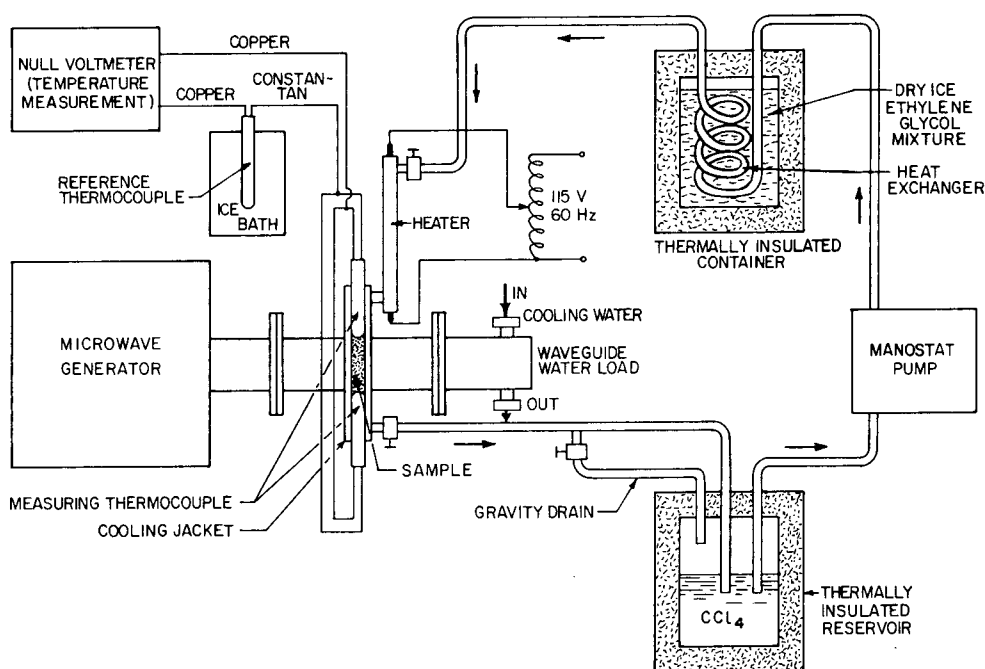 NULL VOLTMETER
(TEMPERATURE
MEASUREMENT)
COPPER
COPPER
CONSTAN-
TAN
REFERENCE
THERMOCOUPLE
ICE
BATH
HEATER
115 V
60 Hz
DRY ICE
ETHYLENE
GLYCOL
MIXTURE
HEAT
EXCHANGER
THERMALLY INSULATED
CONTAINER
MICROWAVE
GENERATOR
IN
COOLING WATER
WAVEGUIDE
WATER LOAD
OUT
MANOSTAT
PUMP
SAMPLE
MEASURING THERMOCOUPLE
COOLING JACKET
GRAVITY DRAIN
CCL4
THERMALLY
INSULATED
RESERVOIR